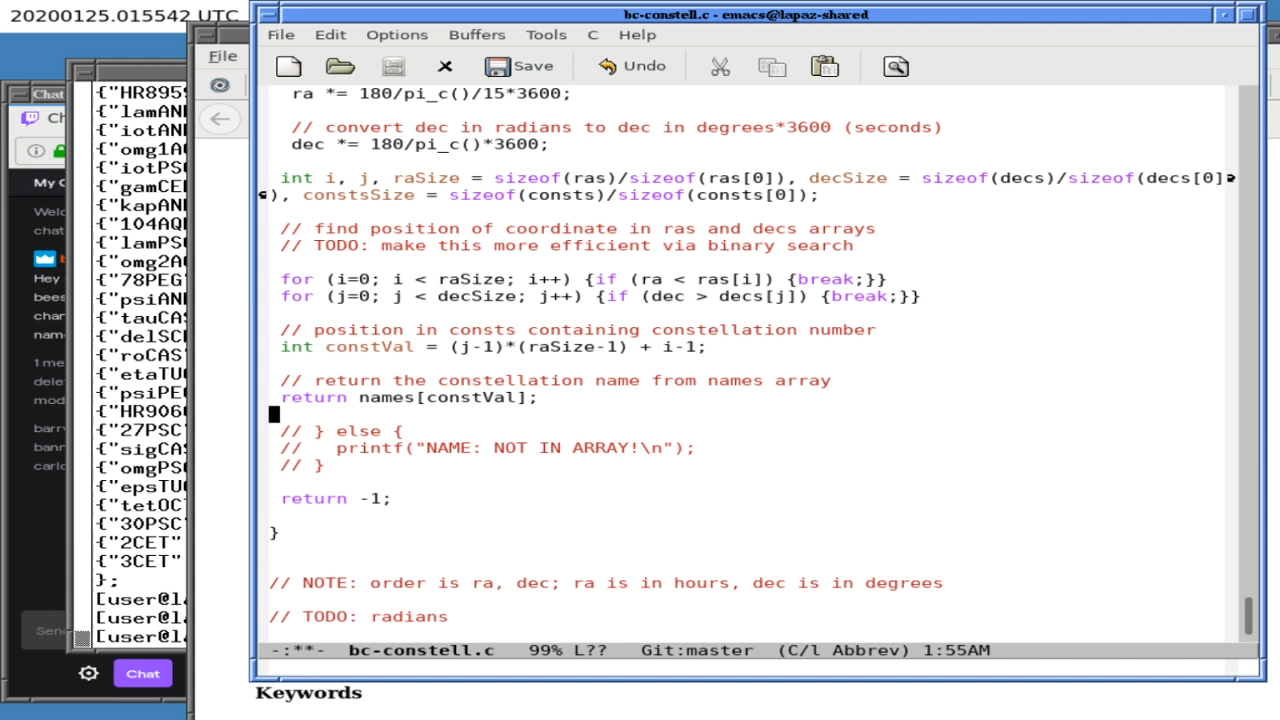 20200125.015542 UTC
bc-constell.c - emacs@lapaz-shared
File Edit Options Buffers Tools C Help
Save Undo
ra *= 180/pi_c()/15*3600;
// convert dec in radians to dec in degrees*3600 (seconds)
dec *= 180/pi_c()*3600;
int i, j, raSize = sizeof(ras)/sizeof(ras[0]), decSize = sizeof(decs)/sizeof(decs[0]
), constsSize = sizeof(consts)/sizeof(consts[0]);
// find position of coordinate in ras and decs arrays
// TODO: make this more efficient via binary search
for (i=0; i < raSize; i++) {if (ra < ras[i]) {break;}}
for (j=0; j < decSize; j++) {if (dec > decs[j]) {break;}}
// position in consts containing constellation number
int constVal = (j-1)*(raSize-1) + i-1;
// return the constellation name from names array
return names[constVal];
// } else {
//   printf("NAME: NOT IN ARRAY!\n");
// }
return -1;
}
// NOTE: order is ra, dec; ra is in hours, dec is in degrees
// TODO: radians
-:**-  bc-constell.c   99% L??   Git:master  (C/l Abbrev) 1:55AM
Keywords
File
{"HR895
{"lamAN
{"iotAN
{"omg1A
{"iotPS
{"gamCE
{"kapAN
{"104AQ
{"lamPS
{"omg2A
{"78PEG
{"psiAN
{"tauCA
{"delSC
{"roCAS
{"etaTU
{"psiPE
{"HR906
{"27PSC
{"sigCA
{"omgPS
{"epsTU
{"tetOC
{"30PSC
{"2CET"
{"3CET"
};
[user@l
[user@l
[user@l
Chat
Ch
My C
Welc
chat
Hey
bees
char
nam
1 me
dele
mod
barr
bann
carlo
Sen
Chat